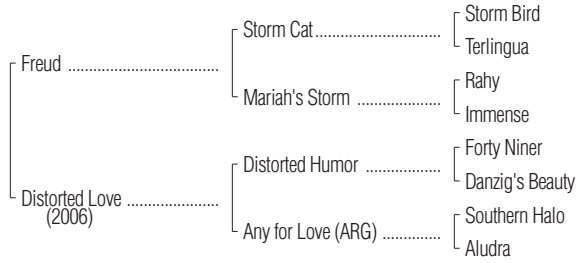 Storm Bird
Storm Cat....................................
Terlingua
Freud ...........................................
Rahy
Mariah's Storm ........................
Immense
Forty Niner
Distorted Humor .....................
Danzig's Beauty
Distorted Love ..........................
(2006)
Southern Halo
Any for Love (ARG) ................
Aludra